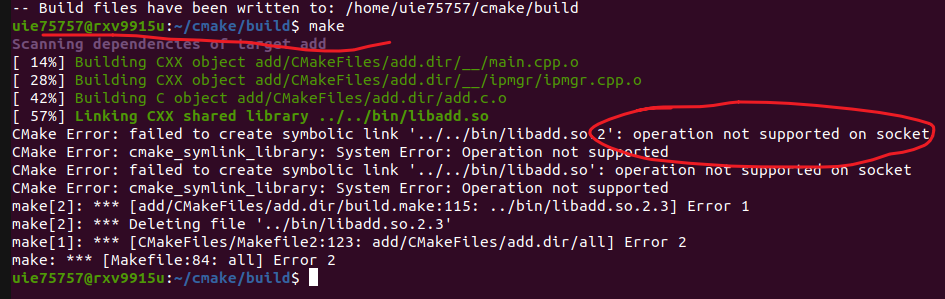 -- Build files have been written to: /home/uie75757/cmake/build
uie75757@rxv9915u:~/cmake/build$ make
Scanning dependencies of target add
[ 14%] Building CXX object add/CMakeFiles/add.dir/__/main.cpp.o
[ 28%] Building CXX object add/CMakeFiles/add.dir/__/ipmgr/ipmgr.cpp.o
[ 42%] Building C object add/CMakeFiles/add.dir/add.c.o
[ 57%] Linking CXX shared library ../../bin/libadd.so
CMake Error: failed to create symbolic link '../../bin/libadd.so.2': operation not supported on socket
CMake Error: cmake_symlink_library: System Error: Operation not supported
CMake Error: failed to create symbolic link '../../bin/libadd.so': operation not supported on socket
CMake Error: cmake_symlink_library: System Error: Operation not supported
make[2]: *** [add/CMakeFiles/add.dir/build.make:115: ../bin/libadd.so.2.3] Error 1
make[2]: *** Deleting file '../bin/libadd.so.2.3'
make[1]: *** [CMakeFiles/Makefile2:123: add/CMakeFiles/add.dir/all] Error 2
make: *** [Makefile:84: all] Error 2
uie75757@rxv9915u:~/cmake/build$